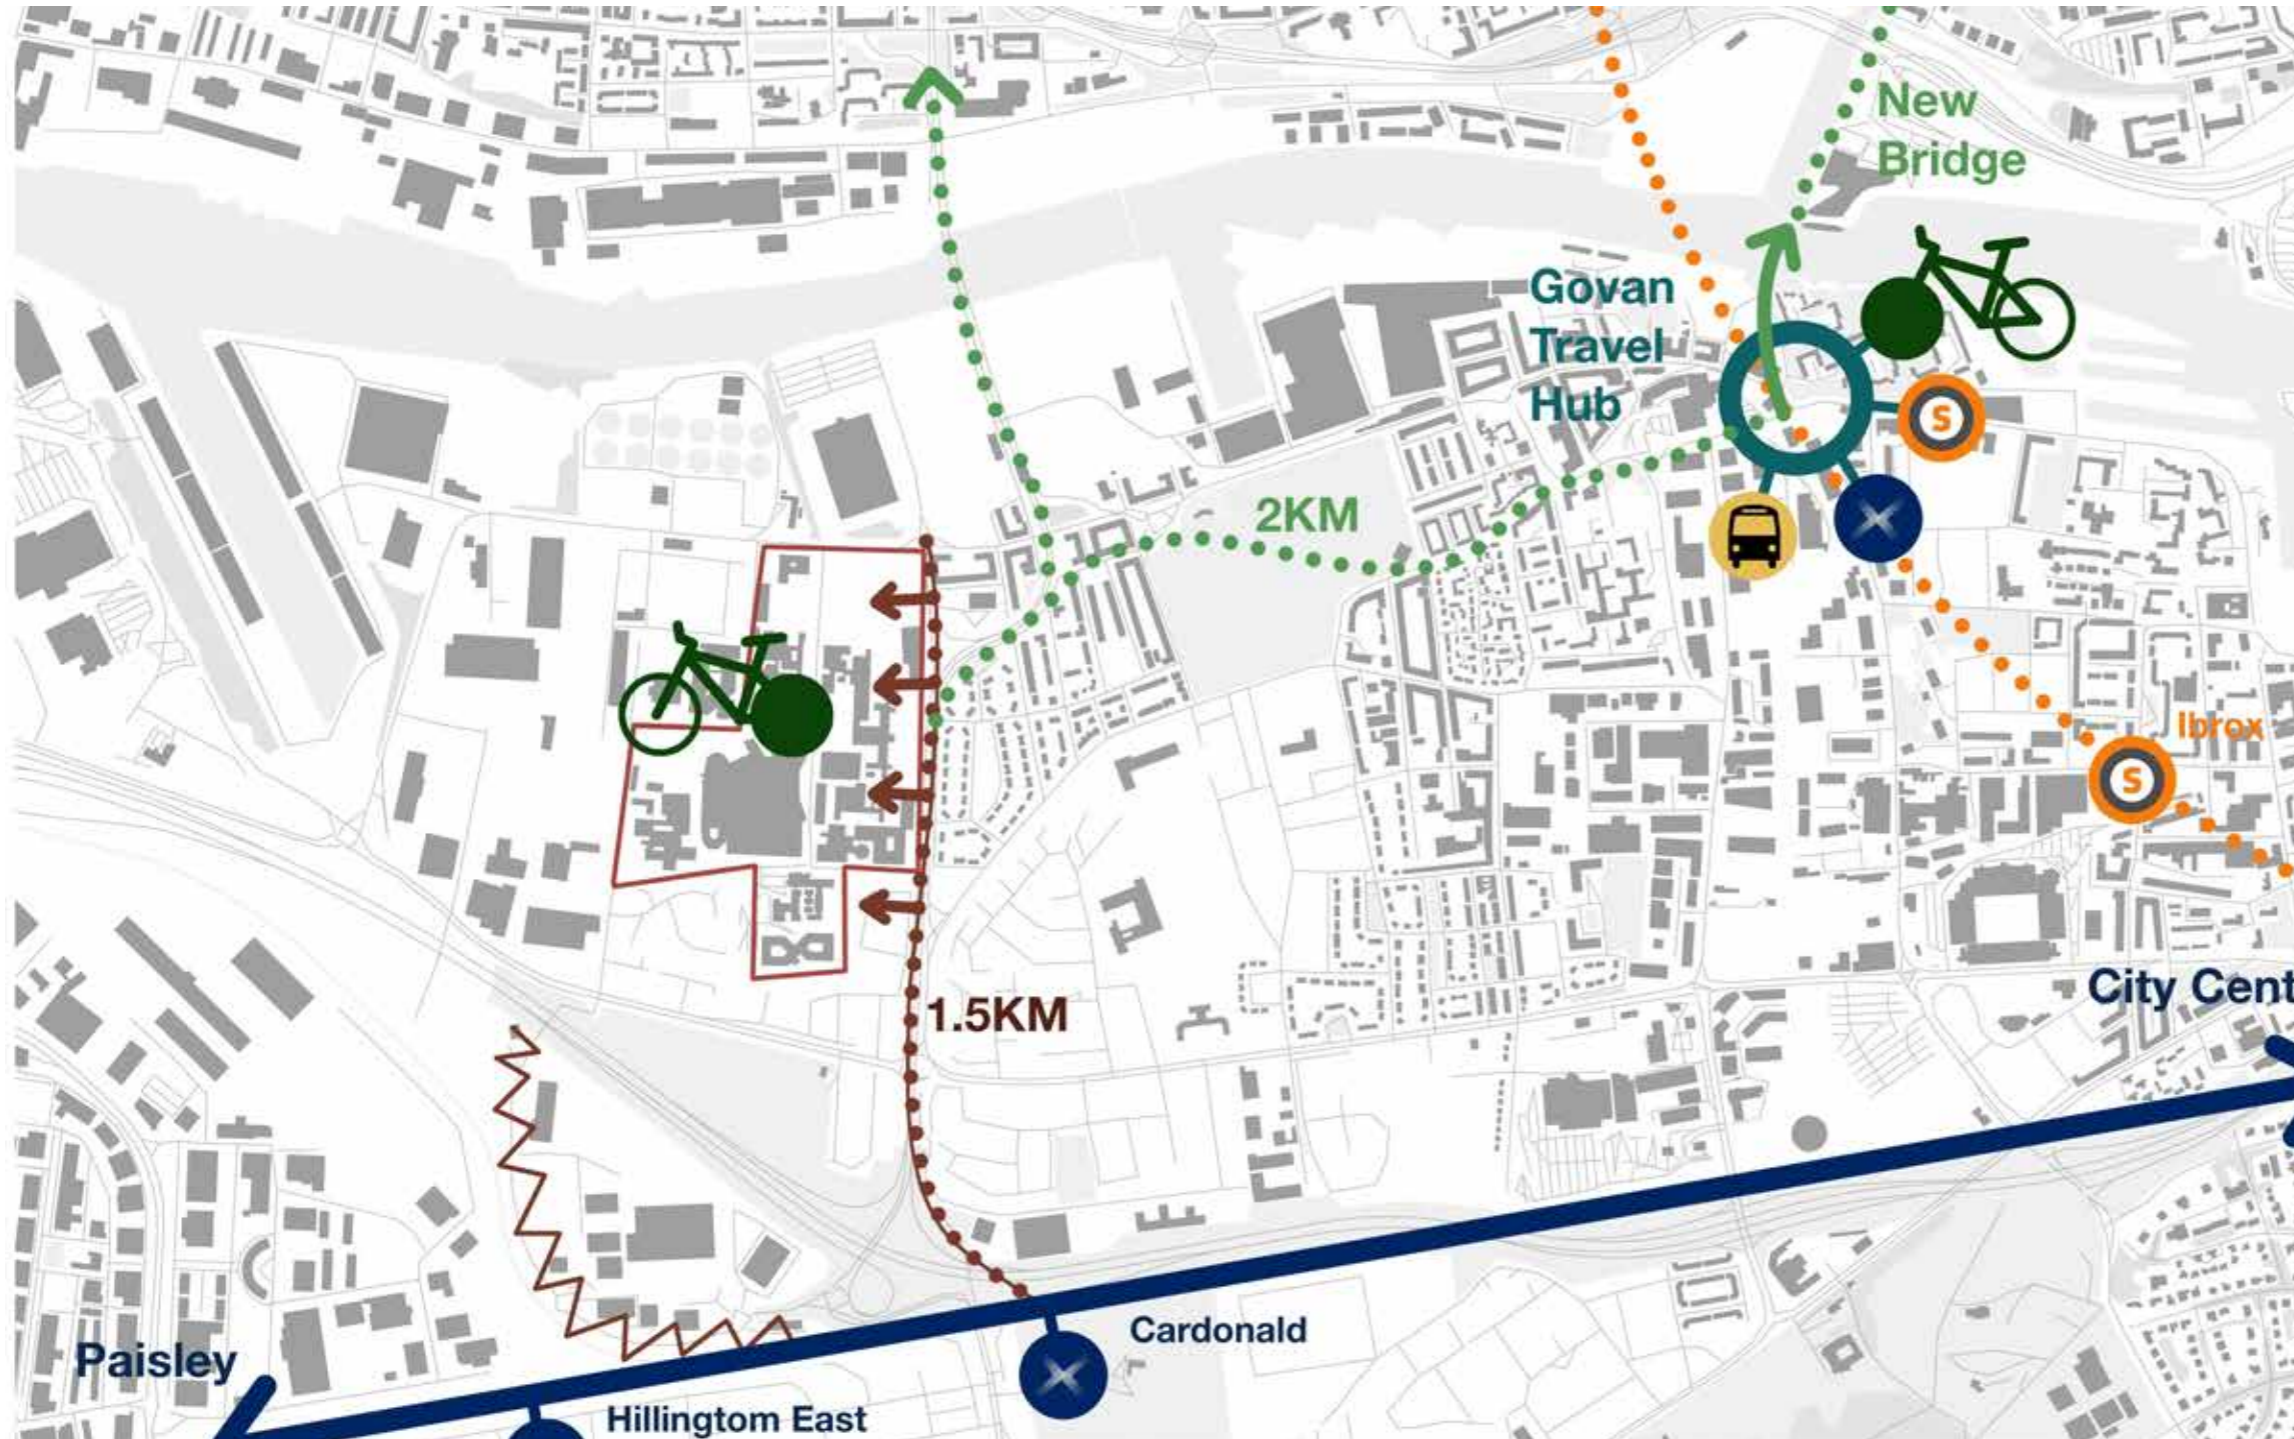 New
Bridge
Govan
Travel
Hub
S
2KM
Ibrox
S
City Cent
1.5KM
Cardonald
Paisley
Hillingtom East